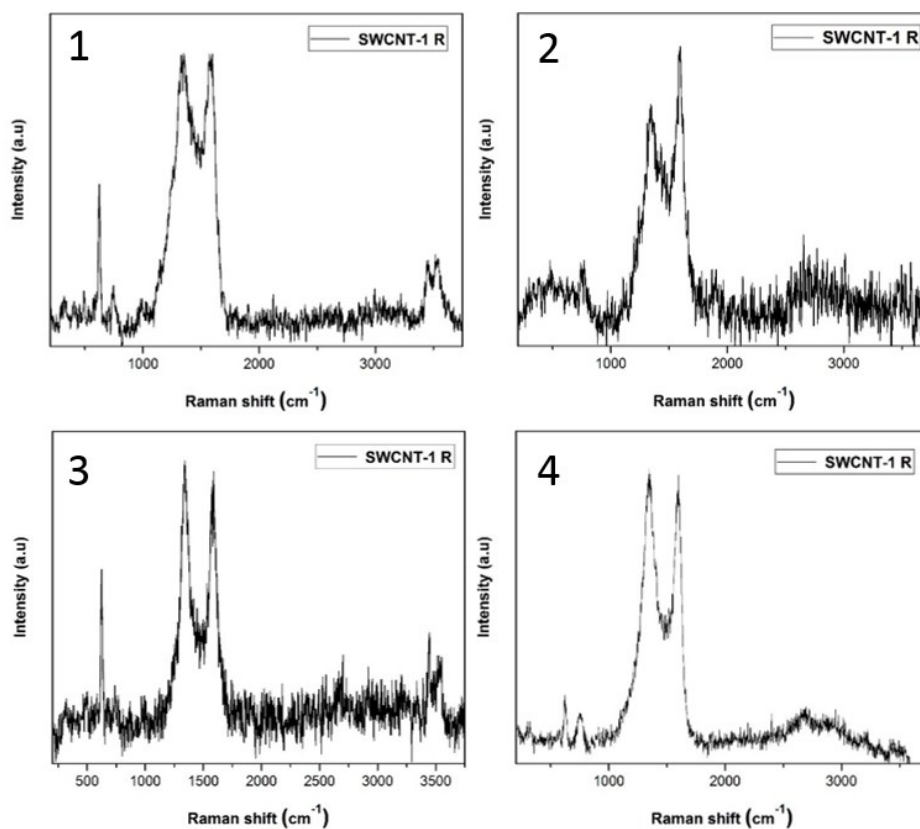 1
SWCNT-1 R
Intensity (a.u)
1000 2000 3000
Raman shift (cm-1)
2
SWCNT-1 R
Intensity (a.u)
1000 2000 3000
Raman shift (cm-1)
3
SWCNT-1 R
Intensity (a.u)
500 1000 1500 2000 2500 3000 3500
Raman shift (cm-1)
4
SWCNT-1 R
Intensity (a.u)
1000 2000 3000
Raman shift (cm-1)